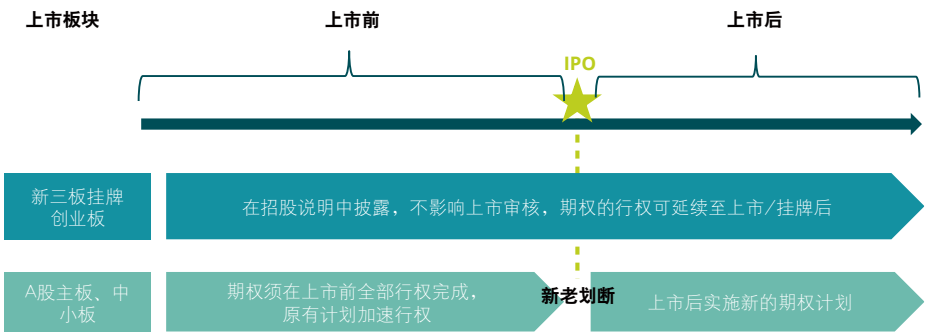 上市板块
上市前
上市后
IPO
新三板挂牌
创业板
在招股说明中披露，不影响上市审核，期权的行权可延续至上市/挂牌后
A股主板、中
小板
期权须在上市前全部行权完成，
原有计划加速行权
新老划断
上市后实施新的期权计划